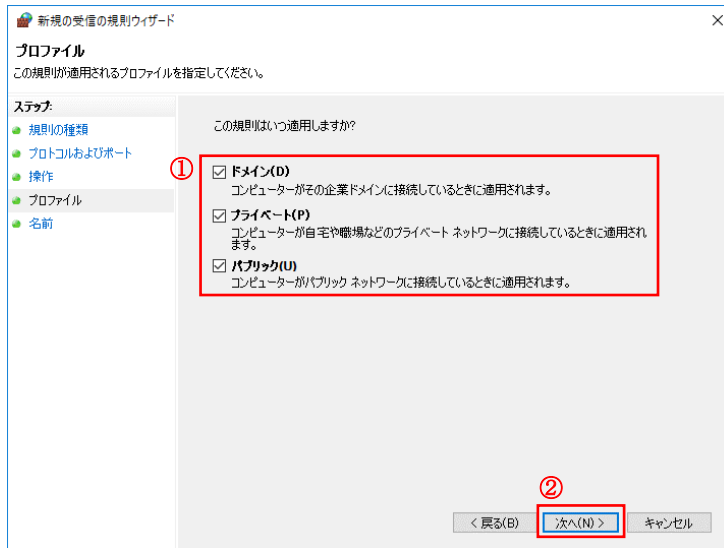 新規の受信の規則ウィザード
プロファイル
この規則が適用されるプロファイルを指定してください。
ステップ:
規則の種類
プロトコルおよびポート
操作
プロファイル
名前
この規則はいつ適用しますか?
①
ドメイン(D)
コンピューターがその企業ドメインに接続しているときに適用されます。
プライベート(P)
コンピューターが自宅や職場などのプライベート ネットワークに接続しているときに適用され
ます。
パブリック(U)
コンピューターがパブリック ネットワークに接続しているときに適用されます。
②
< 戻る(B)
次へ(N) >
キャンセル